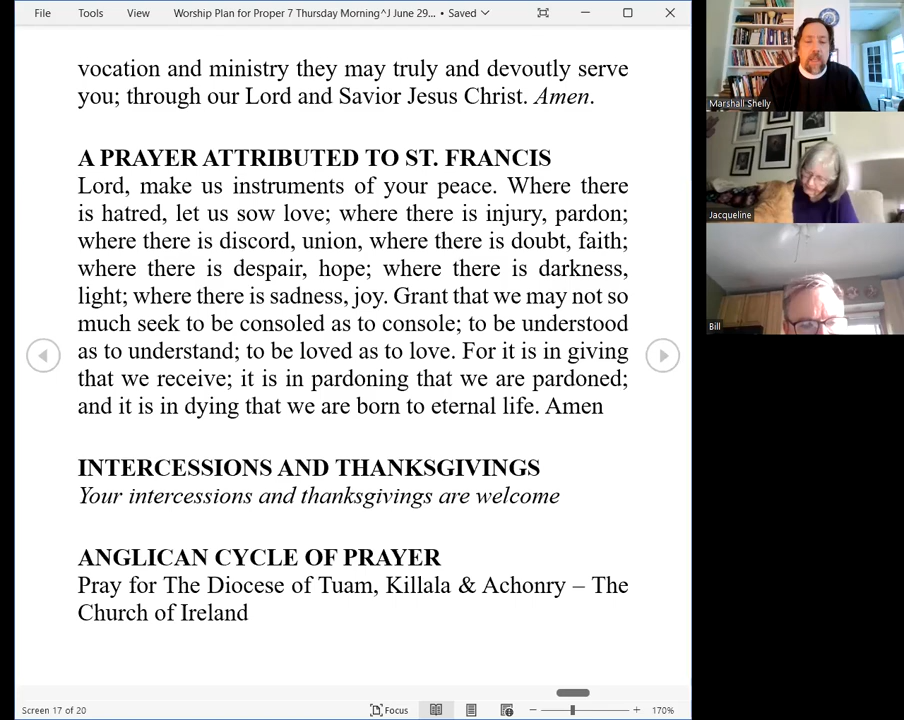 File Tools View Worship Plan for Proper 7 Thursday Morning^J June 29... • Saved
vocation and ministry they may truly and devoutly serve
you; through our Lord and Savior Jesus Christ. Amen.
A PRAYER ATTRIBUTED TO ST. FRANCIS
Lord, make us instruments of your peace. Where there
is hatred, let us sow love; where there is injury, pardon;
where there is discord, union, where there is doubt, faith;
where there is despair, hope; where there is darkness,
light; where there is sadness, joy. Grant that we may not so
much seek to be consoled as to console; to be understood
as to understand; to be loved as to love. For it is in giving
that we receive; it is in pardoning that we are pardoned;
and it is in dying that we are born to eternal life. Amen
INTERCESSIONS AND THANKSGIVINGS
Your intercessions and thanksgivings are welcome
ANGLICAN CYCLE OF PRAYER
Pray for The Diocese of Tuam, Killala & Achonry – The
Church of Ireland
Screen 17 of 20 Focus 170%
Marshall Shelly
Jacqueline
Bill